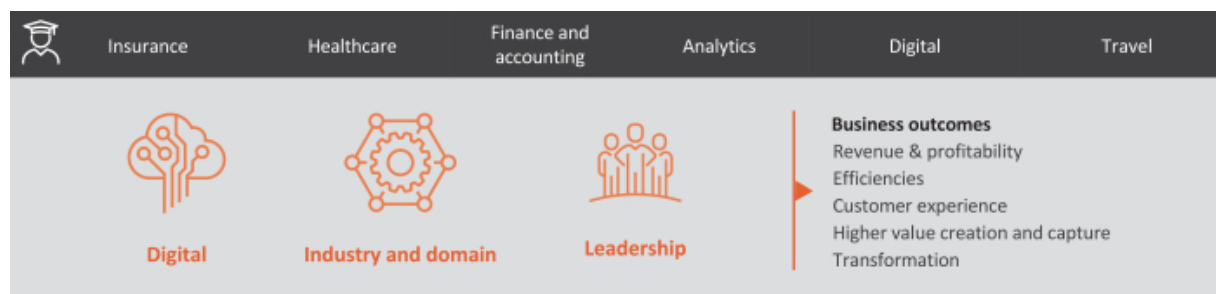 Insurance
Healthcare
Finance and
accounting
Analytics
Digital
Travel
Digital
Industry and domain
Leadership
Business outcomes
Revenue & profitability
Efficiencies
Customer experience
Higher value creation and capture
Transformation